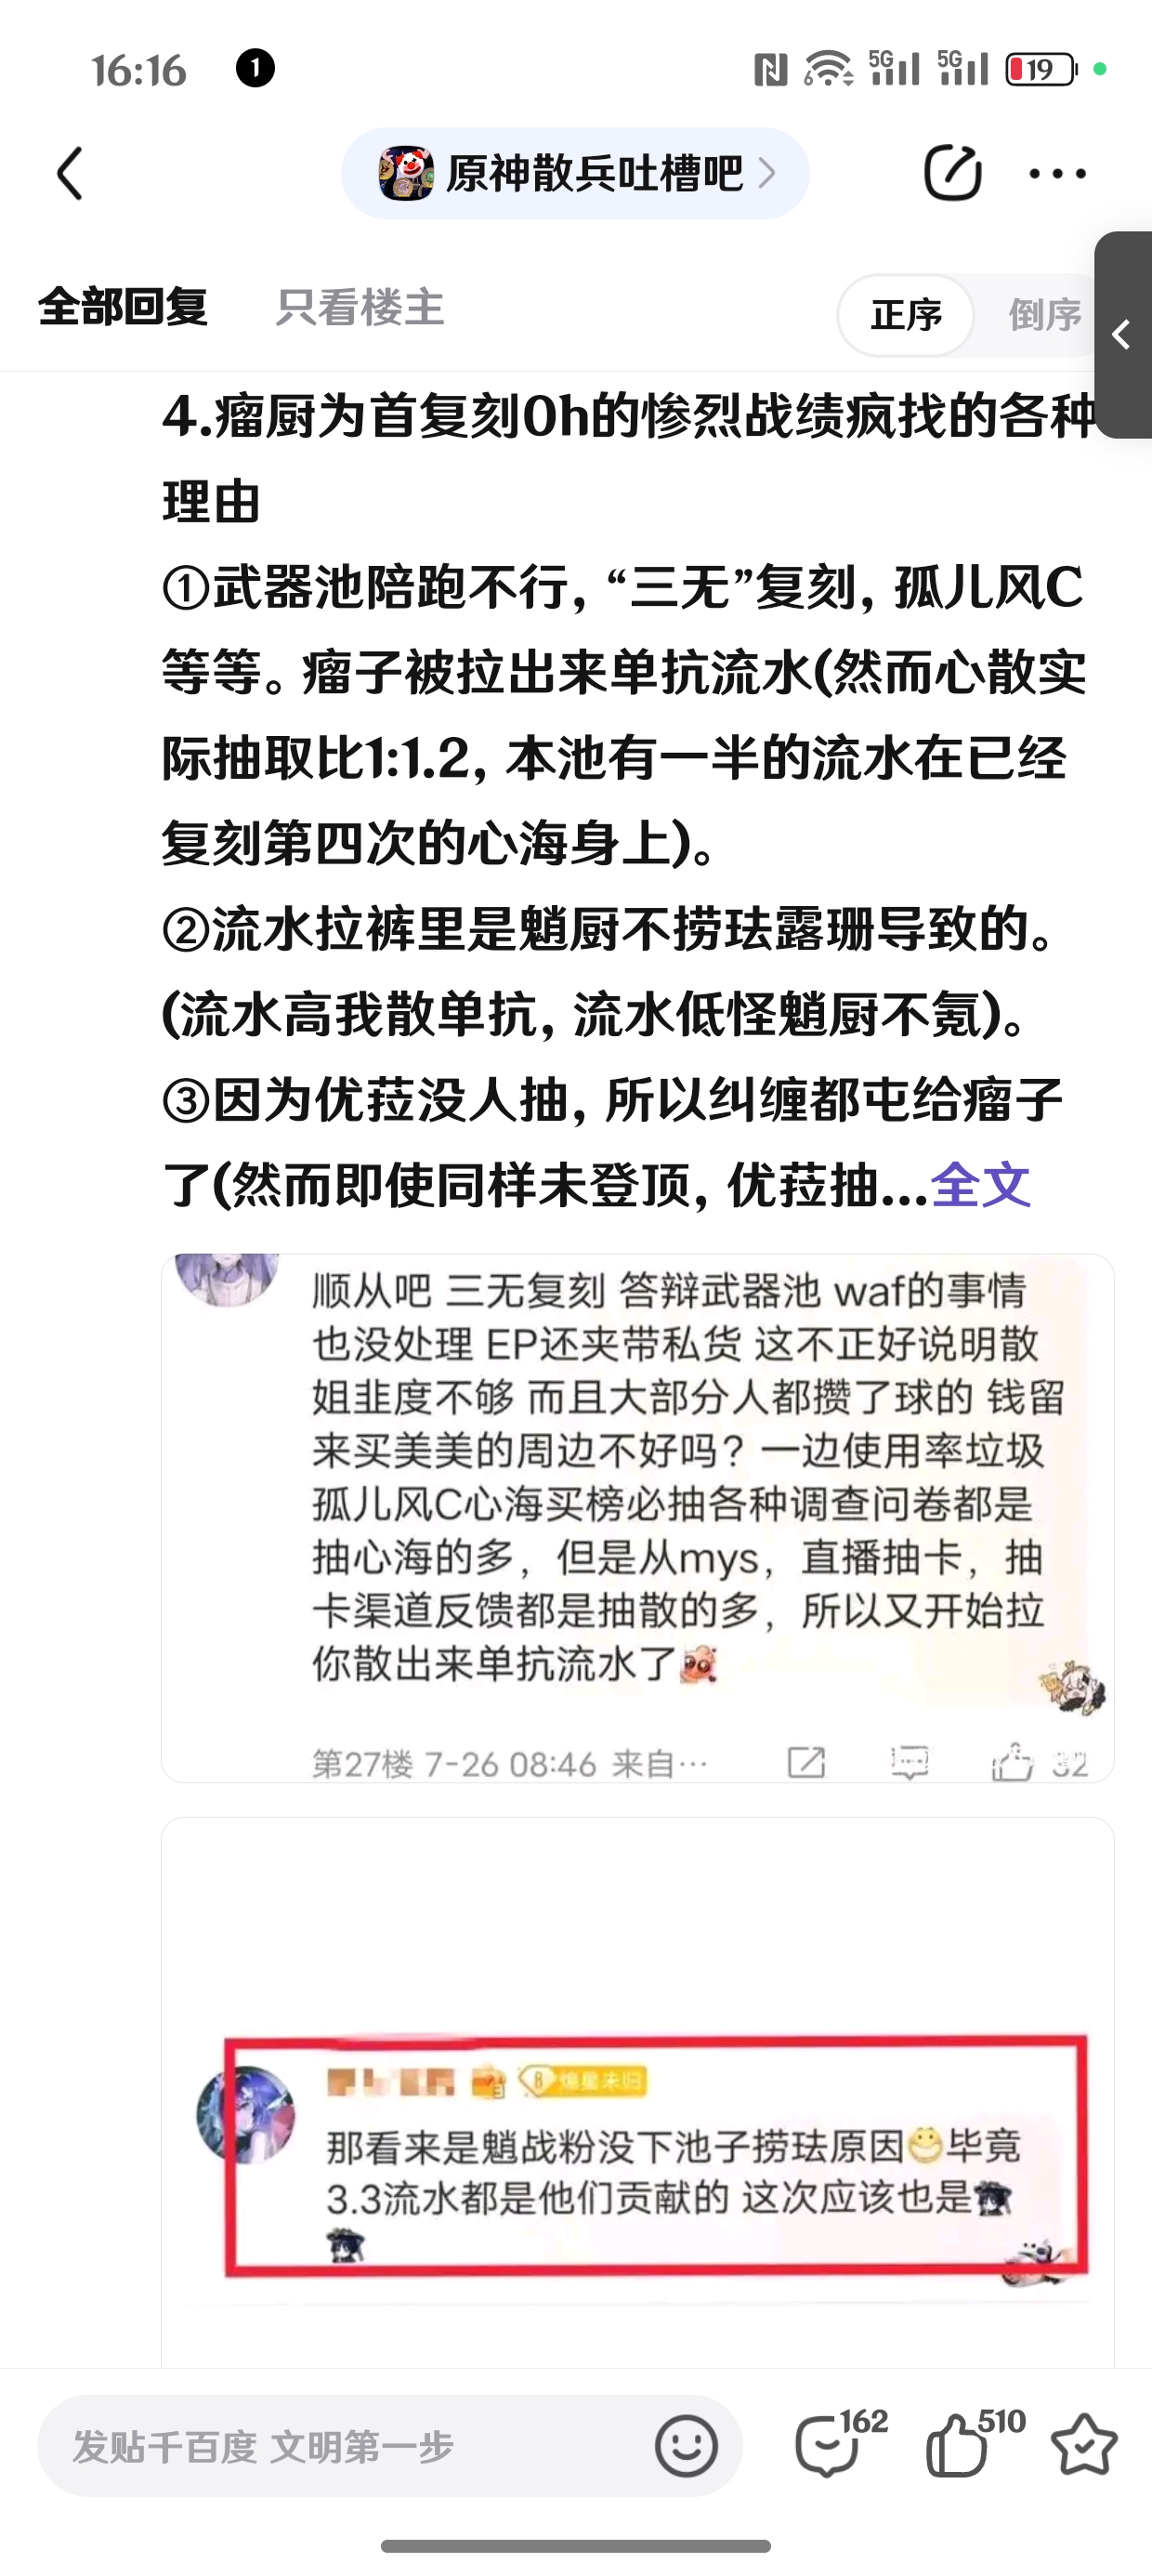 16:16
1
5G
5G
19
原神散兵吐槽吧
全部回复
只看楼主
正序
倒序
4.瘤厨为首复刻0h的惨烈战绩疯找的各种
理由
①武器池陪跑不行，“三无”复刻，孤儿风C
等等。瘤子被拉出来单抗流水(然而心散实
际抽取比1:1.2，本池有一半的流水在已经
复刻第四次的心海身上)。
②流水拉裤里是魈厨不捞珐露珊导致的。
(流水高我散单抗，流水低怪魈厨不氪)。
③因为优菈没人抽，所以纠缠都屯给瘤子
了(然而即使同样未登顶，优菈抽...全文
顺从吧 三无复刻 答辩武器池 waf的事情
也没处理 EP还夹带私货 这不正好说明散
姐韭度不够 而且大部分人都攒了球的 钱留
来买美美的周边不好吗？一边使用率垃圾
孤儿风C心海买榜必抽各种调查问卷都是
抽心海的多，但是从mys，直播抽卡，抽
卡渠道反馈都是抽散的多，所以又开始拉
你散出来单抗流水了
第27楼 7-26 08:46 来自…
32
8
那看来是魈战粉没下池子捞珐原因 毕竟
3.3流水都是他们贡献的 这次应该也是
发贴千百度 文明第一步
162
510